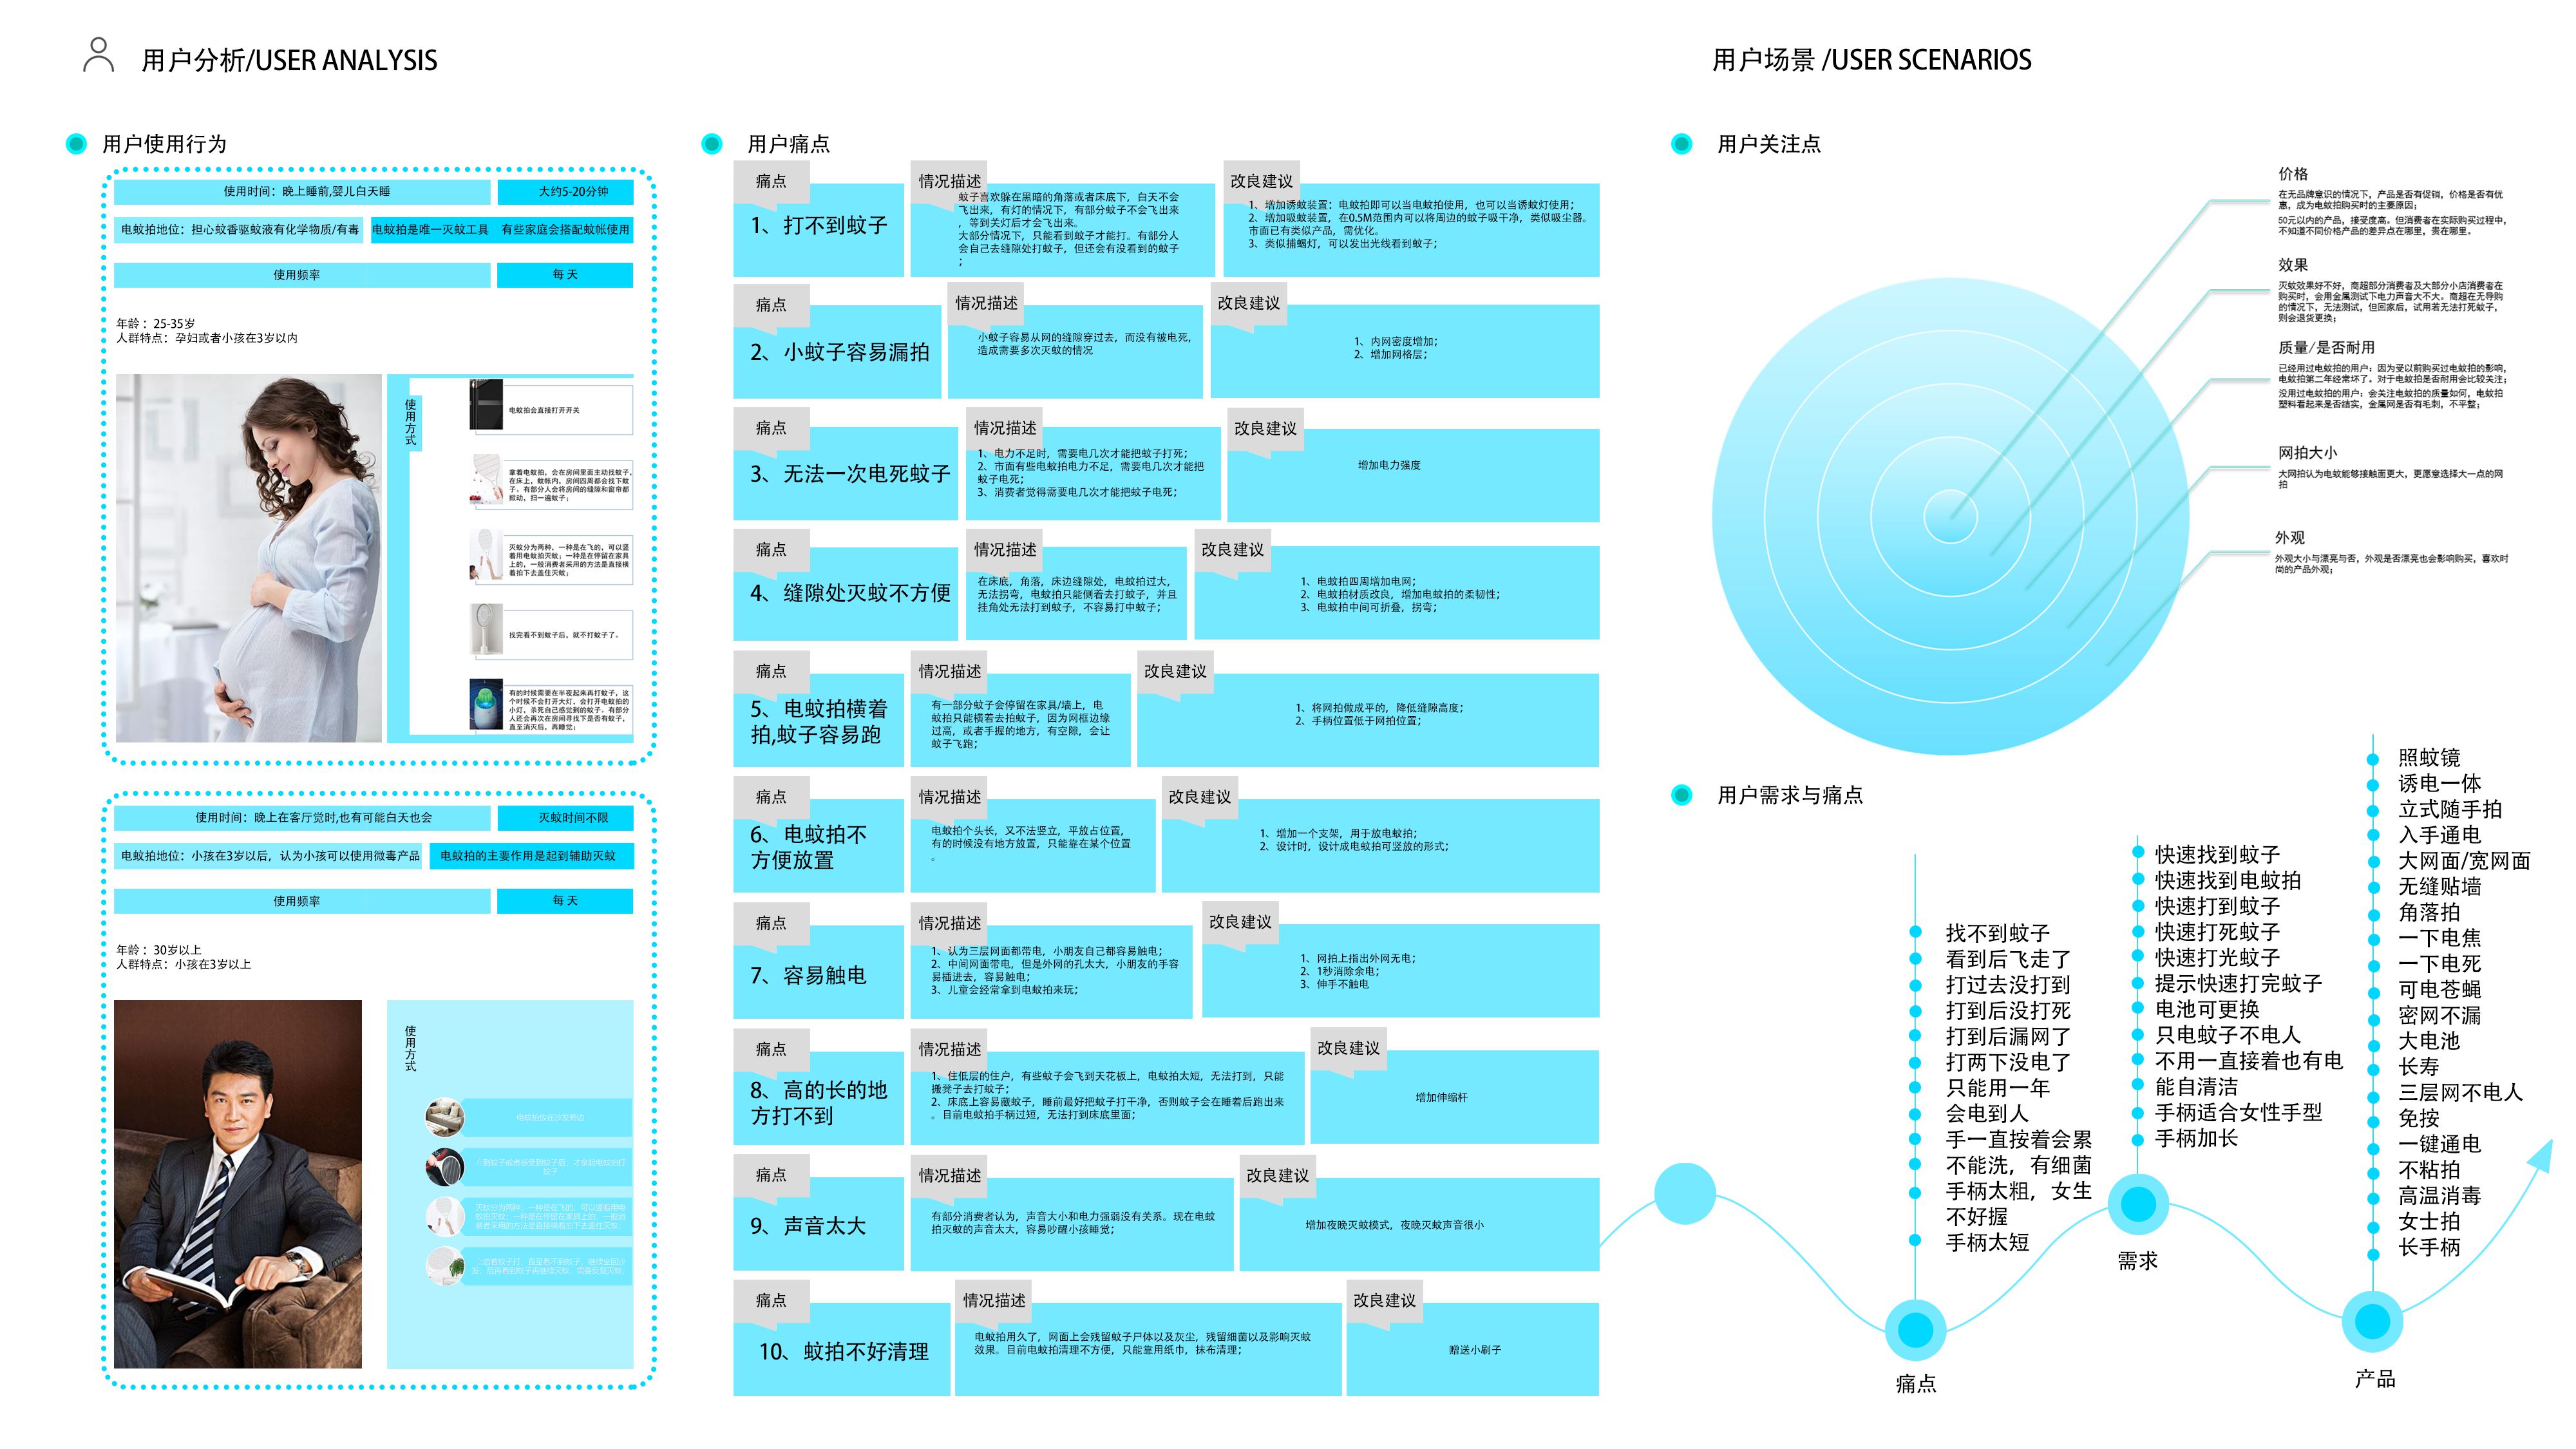 用户分析/USER ANALYSIS
用户使用行为
使用时间：晚上睡前,婴儿白天睡
大约5-20分钟
电蚊拍地位：担心蚊香驱蚊液有化学物质/有毒
电蚊拍是唯一灭蚊工具 有些家庭会搭配蚊帐使用
使用频率
每 天
年龄：25-35岁
人群特点：孕妇或者小孩在3岁以内
使用方式
电蚊拍会直接打开开关
拿着电蚊拍，会在房间里面主动找蚊子，
在床上，蚊帐内，房间四周都会找下蚊
子。有部分人会将房间的缝隙和窗帘都
掀动，扫一遍蚊子；
灭蚊分为两种，一种是在飞的，可以竖
着用电蚊拍灭蚊；一种是在停留在家具
上的，一般消费者采用的方法是直接横
着拍下去盖住灭蚊；
找完看不到蚊子后，就不打蚊子了。
有的时候需要在半夜起来再打蚊子，这
个时候不会打开大灯，会打开电蚊拍的
小灯，杀死自己感觉到的蚊子。有部分
人还会再次在房间寻找下是否有蚊子，
直至消灭后，再睡觉；
使用时间：晚上在客厅觉时,也有可能白天也会
灭蚊时间不限
电蚊拍地位：小孩在3岁以后，认为小孩可以使用微毒产品
电蚊拍的主要作用是起到辅助灭蚊
使用频率
每 天
年龄：30岁以上
人群特点：小孩在3岁以上
使用方式
电蚊拍放在沙发旁边
灭蚊分为两种，一种是在飞的，可以竖着用电
蚊拍灭蚊；一种是在停留在家具上的，一般消
费者采用的方法是直接横着拍下去盖住灭蚊；
用户痛点
痛点
1、打不到蚊子
情况描述
蚊子喜欢躲在黑暗的角落或者床底下，白天不会
飞出来，有灯的情况下，有部分蚊子不会飞出来
，等到关灯后才会飞出来。
大部分情况下，只能看到蚊子才能打。有部分人
会自己去缝隙处打蚊子，但还会有没看到的蚊子
；
改良建议
1、增加诱蚊装置：电蚊拍即可以当电蚊拍使用，也可以当诱蚊灯使用；
2、增加吸蚊装置，在0.5M范围内可以将周边的蚊子吸干净，类似吸尘器。
市面已有类似产品，需优化。
3、类似捕蝎灯，可以发出光线看到蚊子；
痛点
2、小蚊子容易漏拍
情况描述
小蚊子容易从网的缝隙穿过去，而没有被电死，
造成需要多次灭蚊的情况
改良建议
1、内网密度增加；
2、增加网格层；
痛点
3、无法一次电死蚊子
情况描述
1、电力不足时，需要电几次才能把蚊子打死；
2、市面有些电蚊拍电力不足，需要电几次才能把
蚊子电死；
3、消费者觉得需要电几次才能把蚊子电死；
改良建议
增加电力强度
痛点
4、缝隙处灭蚊不方便
情况描述
在床底，角落，床边缝隙处，电蚊拍过大，
无法拐弯，电蚊拍只能侧着去打蚊子，并且
挂角处无法打到蚊子，不容易打中蚊子；
改良建议
1、电蚊拍四周增加电网；
2、电蚊拍材质改良，增加电蚊拍的柔韧性；
3、电蚊拍中间可折叠，拐弯；
痛点
5、电蚊拍横着
拍,蚊子容易跑
情况描述
有一部分蚊子会停留在家具/墙上，电
蚊拍只能横着去拍蚊子，因为网框边缘
过高，或者手握的地方，有空隙，会让
蚊子飞跑；
改良建议
1、将网拍做成平的，降低缝隙高度；
2、手柄位置低于网拍位置；
痛点
6、电蚊拍不
方便放置
情况描述
电蚊拍个头长，又不法竖立，平放占位置，
有的时候没有地方放置，只能靠在某个位置
。
改良建议
1、增加一个支架，用于放电蚊拍；
2、设计时，设计成电蚊拍可竖放的形式；
痛点
7、容易触电
情况描述
1、认为三层网面都带电，小朋友自己都容易触电；
2、中间网面带电，但是外网的孔太大，小朋友的手容
易插进去，容易触电；
3、儿童会经常拿到电蚊拍来玩；
改良建议
1、网拍上指出外网无电；
2、1秒消除余电；
3、伸手不触电
痛点
8、高的长的地
方打不到
情况描述
1、住低层的住户，有些蚊子会飞到天花板上，电蚊拍太短，无法打到，只能
搬凳子去打蚊子；
2、床底上容易藏蚊子，睡前最好把蚊子打干净，否则蚊子会在睡着后跑出来
。目前电蚊拍手柄过短，无法打到床底里面；
改良建议
增加伸缩杆
痛点
9、声音太大
情况描述
有部分消费者认为，声音大小和电力强弱没有关系。现在电蚊
拍灭蚊的声音太大，容易吵醒小孩睡觉；
改良建议
增加夜晚灭蚊模式，夜晚灭蚊声音很小
痛点
10、蚊拍不好清理
情况描述
电蚊拍用久了，网面上会残留蚊子尸体以及灰尘，残留细菌以及影响灭蚊
效果。目前电蚊拍清理不方便，只能靠用纸巾，抹布清理；
改良建议
赠送小刷子
用户场景 /USER SCENARIOS
用户关注点
价格
在无品牌意识的情况下，产品是否有促销，价格是否有优
惠，成为电蚊拍购买时的主要原因；
50元以内的产品，接受度高。但消费者在实际购买过程中，
不知道不同价格产品的差异点在哪里，贵在哪里。
效果
灭蚊效果好不好，商超部分消费者及大部分小店消费者在
购买时，会用金属测试下电力声音大不大。商超在无导购
的情况下，无法测试，但回家后，试用若无法打死蚊子，
则会退货更换；
质量/是否耐用
已经用过电蚊拍的用户：因为受以前购买过电蚊拍的影响，
电蚊拍第二年经常坏了。对于电蚊拍是否耐用会比较关注；
没用过电蚊拍的用户：会关注电蚊拍的质量如何，电蚊拍
塑料看起来是否结实，金属网是否有毛刺，不平整；
网拍大小
大网拍认为电蚊能够接触面更大，更愿意选择大一点的网
拍
外观
外观大小与漂亮与否，外观是否漂亮也会影响购买，喜欢时
尚的产品外观；
用户需求与痛点
找不到蚊子
看到后飞走了
打过去没打到
打到后没打死
打到后漏网了
打两下没电了
只能用一年
会电到人
手一直按着会累
不能洗，有细菌
手柄太粗，女生
不好握
手柄太短
痛点
快速找到蚊子
快速找到电蚊拍
快速打到蚊子
快速打死蚊子
快速打光蚊子
提示快速打完蚊子
电池可更换
只电蚊子不电人
不用一直接着也有电
能自清洁
手柄适合女性手型
手柄加长
需求
照蚊镜
诱电一体
立式随手拍
入手通电
大网面/宽网面
无缝贴墙
角落拍
一下电焦
一下电死
可电苍蝇
密网不漏
大电池
长寿
三层网不电人
免按
一键通电
不粘拍
高温消毒
女士拍
长手柄
产品